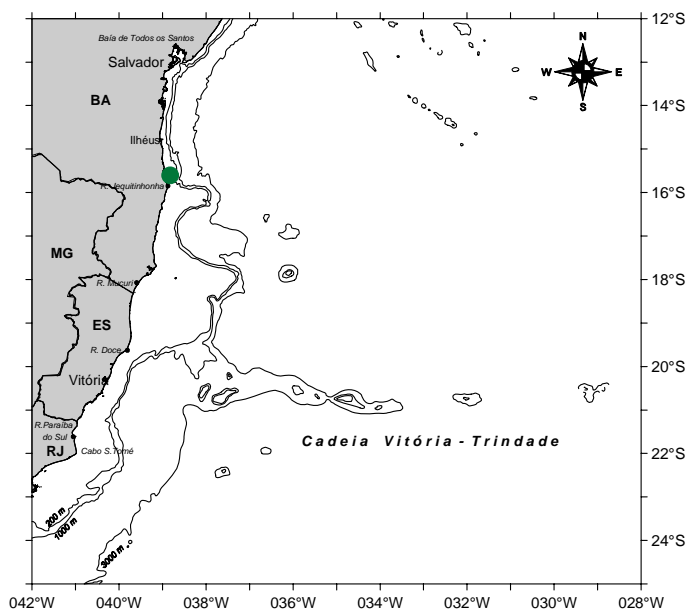 12°S
Baía de Todos os Santos
Salvador
N
W E
S
BA
14°S
Ilhéus
R. Jequitinhonha
16°S
MG
R. Mucuri
18°S
ES
R. Doce
20°S
Vitória
R.Paraíba
do Sul
Cadeia Vitória - Trindade
RJ
Cabo S.Tomé
22°S
200 m
1000 m
3000 m
24°S
042°W 040°W 038°W 036°W 034°W 032°W 030°W 028°W